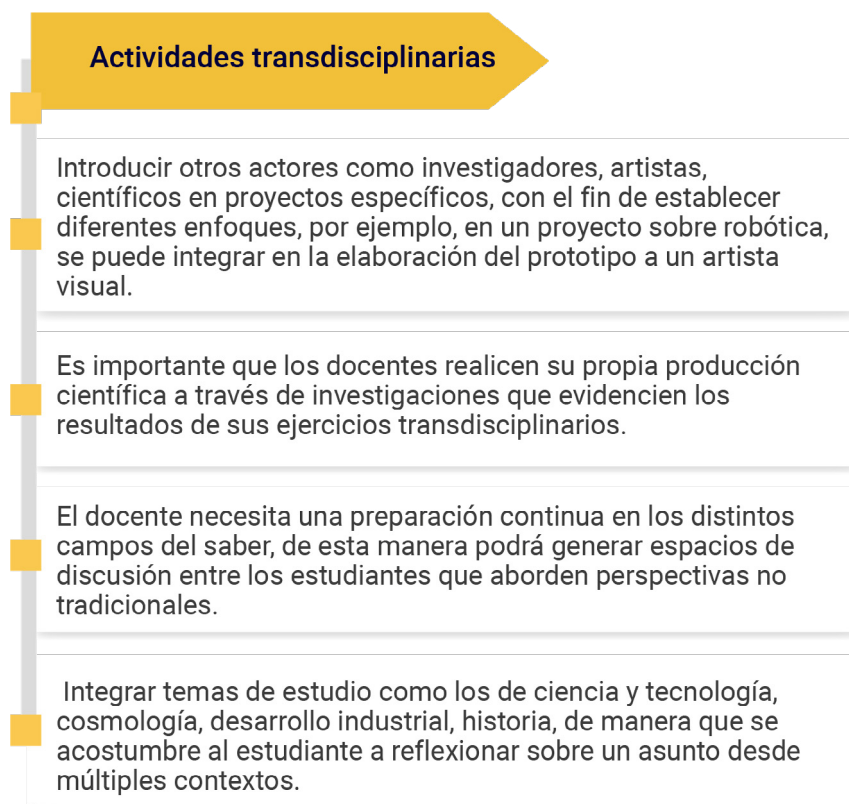 Actividades transdisciplinarias
Introducir otros actores como investigadores, artistas,
científicos en proyectos específicos, con el fin de establecer
diferentes enfoques, por ejemplo, en un proyecto sobre robótica,
se puede integrar en la elaboración del prototipo a un artista
visual.
Es importante que los docentes realicen su propia producción
científica a través de investigaciones que evidencien los
resultados de sus ejercicios transdisciplinarios.
El docente necesita una preparación continua en los distintos
campos del saber, de esta manera podrá generar espacios de
discusión entre los estudiantes que aborden perspectivas no
tradicionales.
Integrar temas de estudio como los de ciencia y tecnología,
cosmología, desarrollo industrial, historia, de manera que se
acostumbre al estudiante a reflexionar sobre un asunto desde
múltiples contextos.